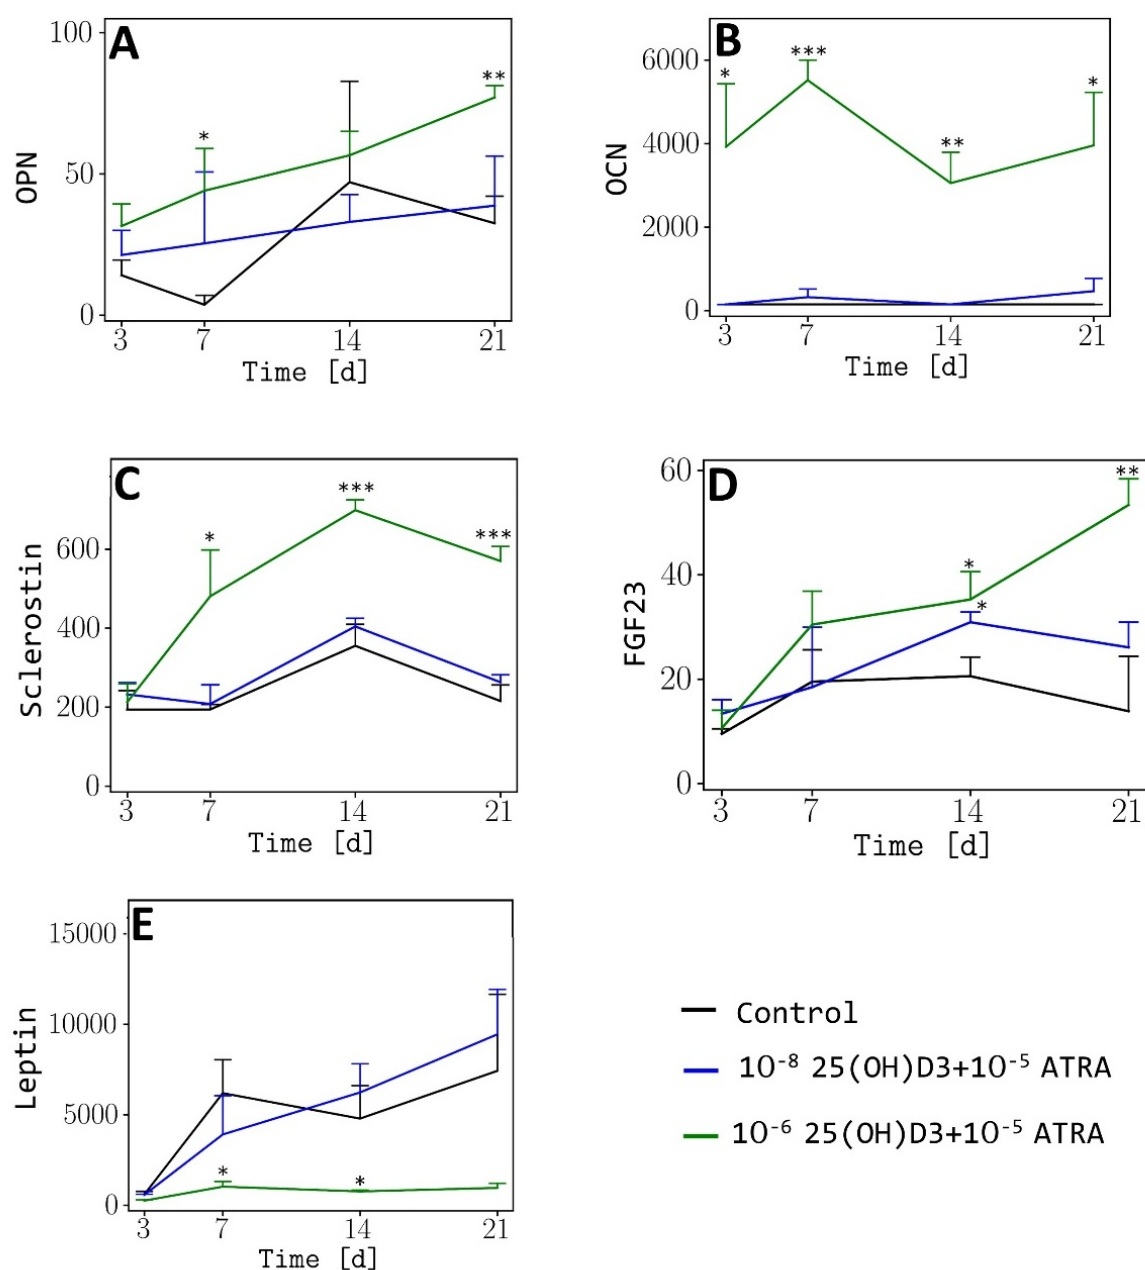 A
100
50
0
OPN
*
**
3 7 14 21
Time [d]
B
6000
4000
2000
0
OCN
*
***
**
*
3 7 14 21
Time [d]
C
600
400
200
0
Sclerostin
*
***
***
3 7 14 21
Time [d]
D
60
40
20
0
FGF23
*
*
**
3 7 14 21
Time [d]
E
15000
10000
5000
0
Leptin
*
*
3 7 14 21
Time [d]
Control
10⁻⁸ 25(OH)D3+10⁻⁵ ATRA
10⁻⁶ 25(OH)D3+10⁻⁵ ATRA